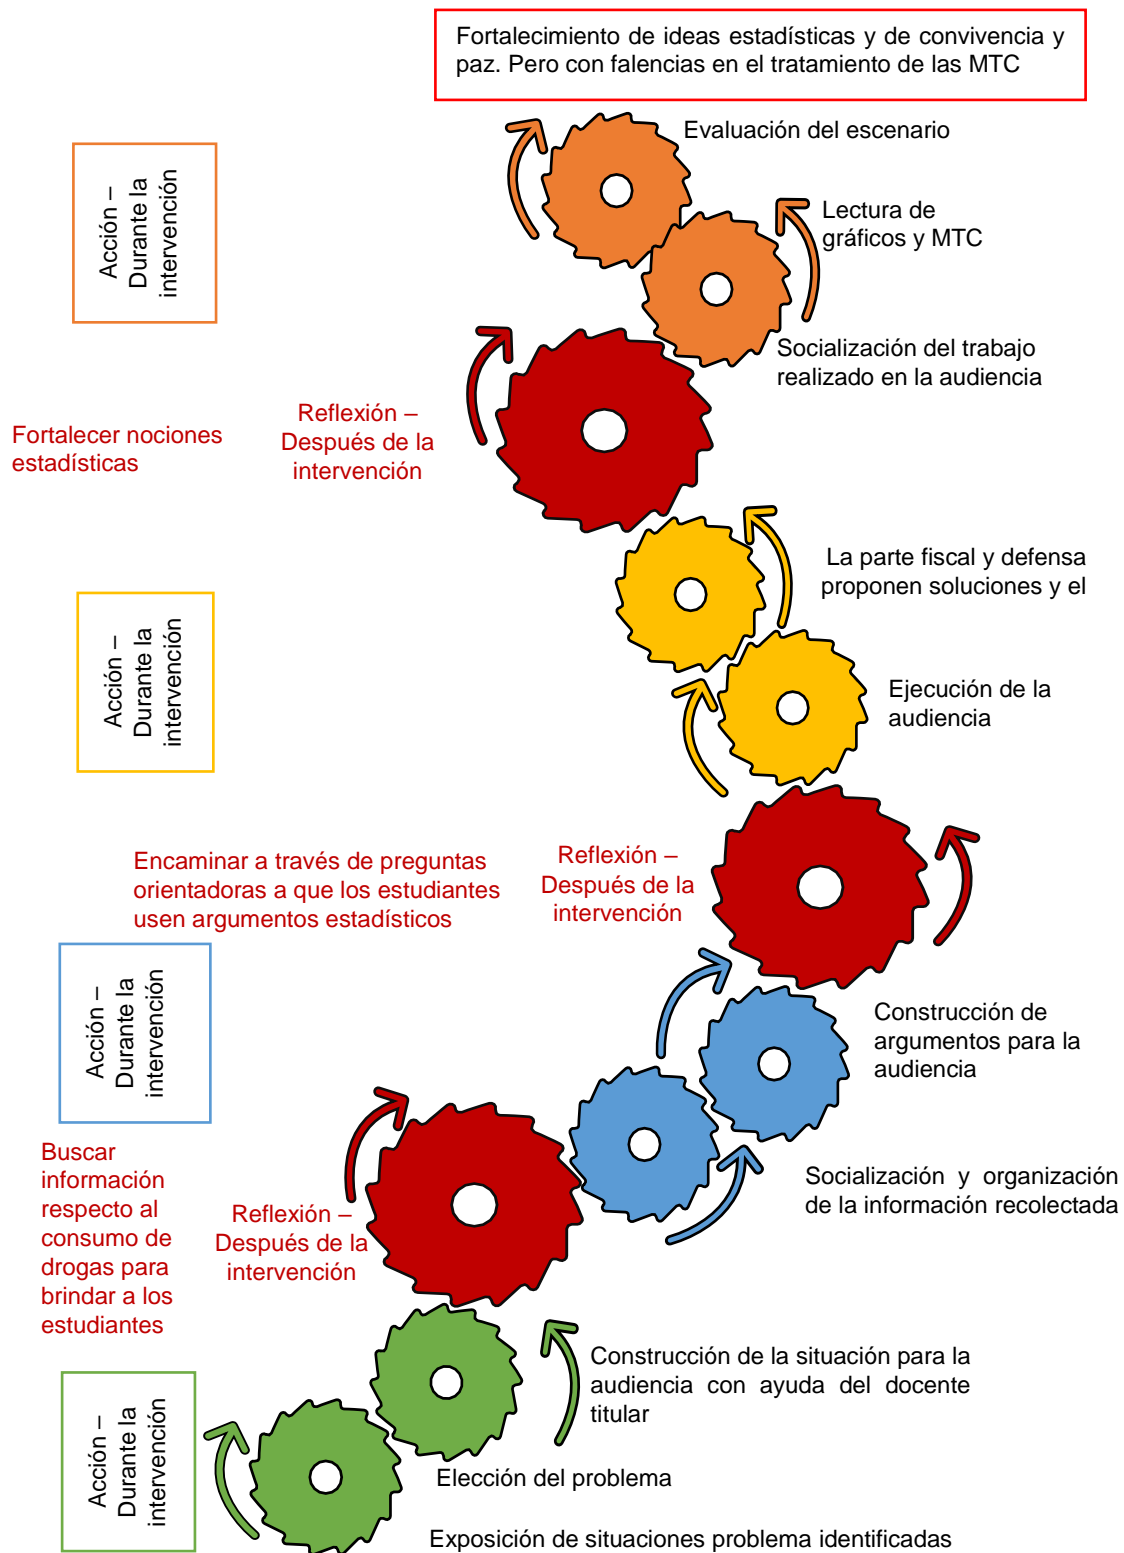 Fortalecimiento de ideas estadísticas y de convivencia y
paz. Pero con falencias en el tratamiento de las MTC
Evaluación del escenario
Acción –
Durante la
intervención
Lectura de
gráficos y MTC
Socialización del trabajo
realizado en la audiencia
Fortalecer nociones
estadísticas
Reflexión –
Después de la
intervención
La parte fiscal y defensa
proponen soluciones y el
Acción –
Durante la
intervención
Ejecución de la
audiencia
Encaminar a través de preguntas
orientadoras a que los estudiantes
usen argumentos estadísticos
Reflexión –
Después de la
intervención
Acción –
Durante la
intervención
Construcción de
argumentos para la
audiencia
Buscar
información
respecto al
consumo de
drogas para
brindar a los
estudiantes
Reflexión –
Después de la
intervención
Socialización y organización
de la información recolectada
Construcción de la situación para la
audiencia con ayuda del docente
titular
Acción –
Durante la
intervención
Elección del problema
Exposición de situaciones problema identificadas